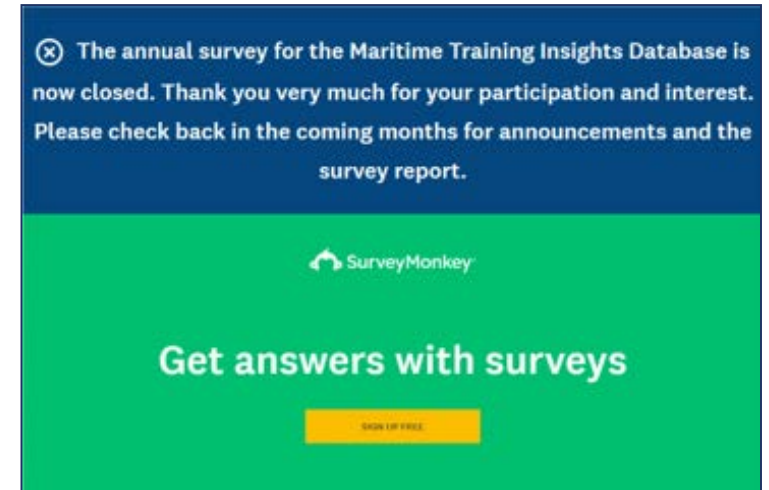 The annual survey for the Maritime Training Insights Database is
now closed. Thank you very much for your participation and interest.
Please check back in the coming months for announcements and the
survey report.
SurveyMonkey
Get answers with surveys
SIGN UP FREE